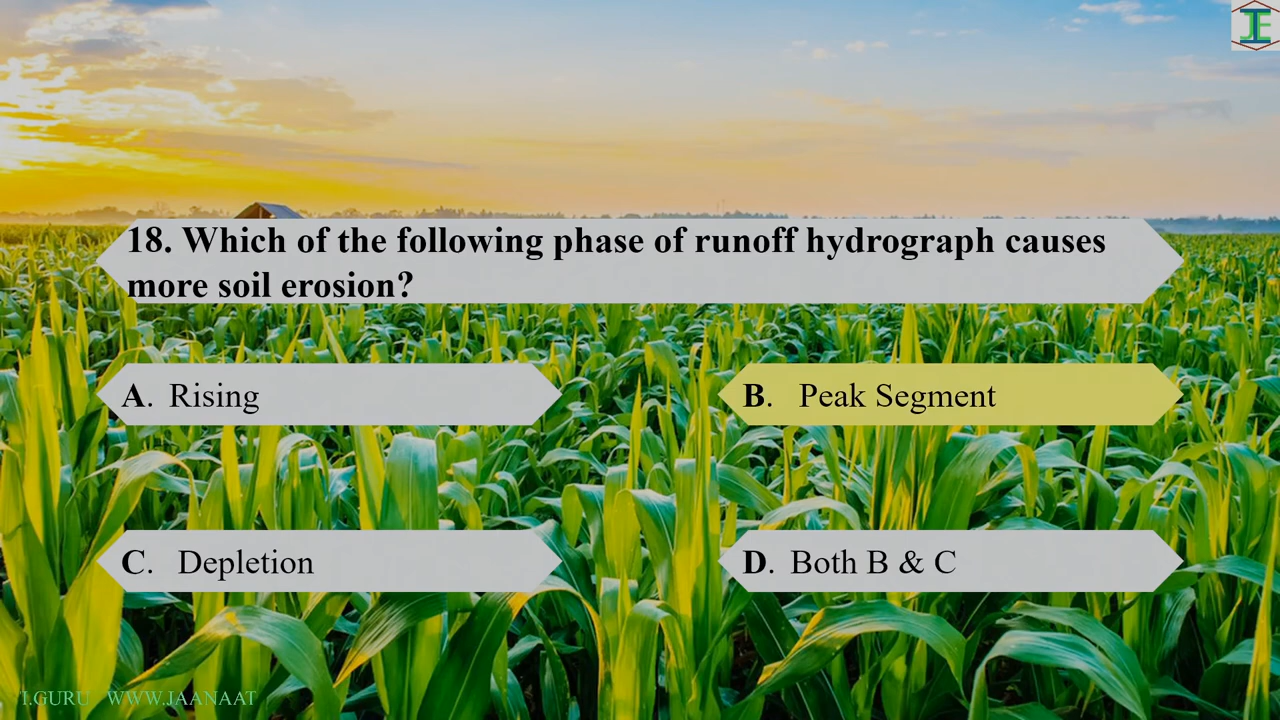 18. Which of the following phase of runoff hydrograph causes
more soil erosion?
A. Rising
B. Peak Segment
C. Depletion
D. Both B & C
I.GURU WWW.JAANAAT